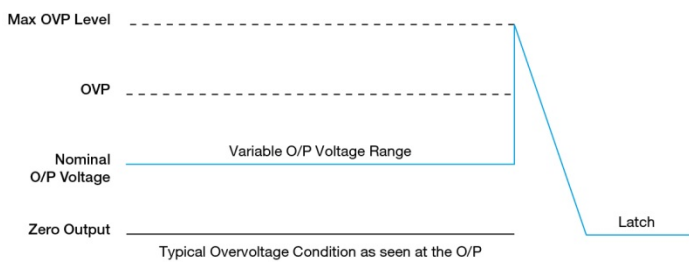 Max OVP Level
OVP
Variable O/P Voltage Range
Nominal
O/P Voltage
Zero Output
Latch
Typical Overvoltage Condition as seen at the O/P